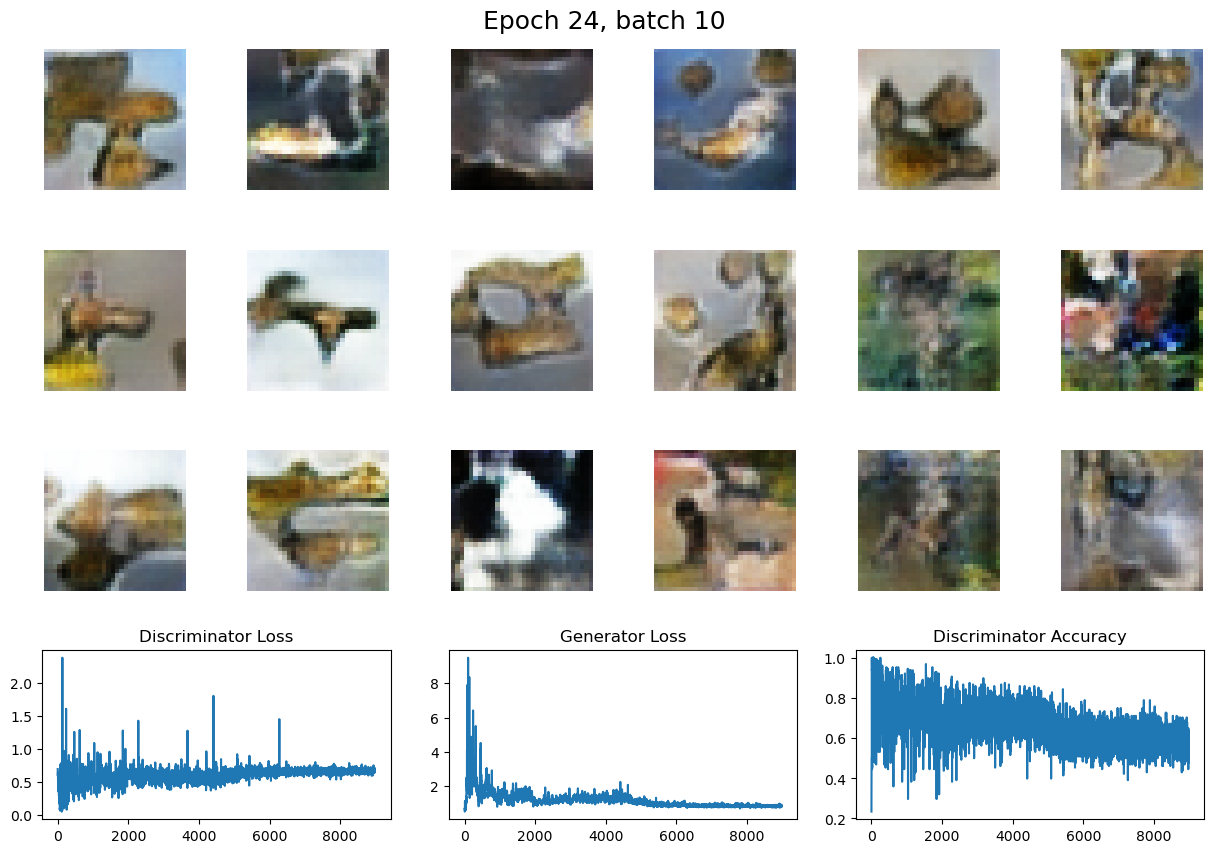 Epoch 24, batch 10
Discriminator Loss
Generator Loss
Discriminator Accuracy
2.0
1.5
1.0
0.5
0.0
0 2000 4000 6000 8000
8
6
4
2
0 2000 4000 6000 8000
1.0
0.8
0.6
0.4
0.2
0 2000 4000 6000 8000